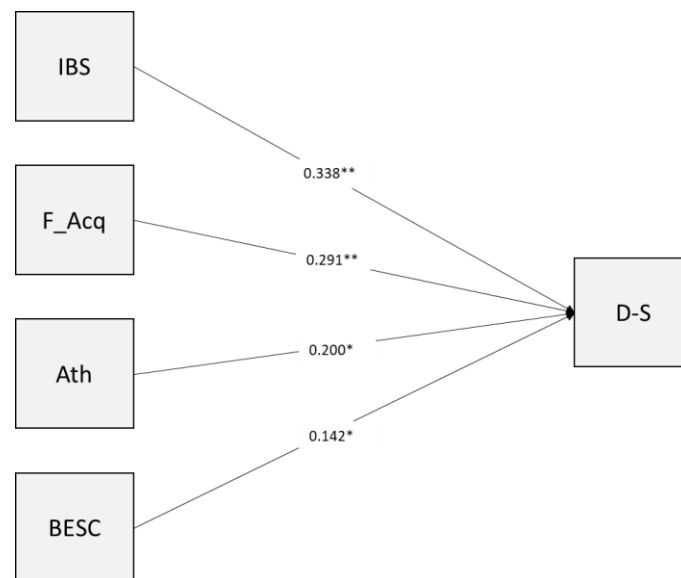 IBS
0.338**
F_Acq
0.291**
D-S
Ath
0.200*
0.142*
BESC